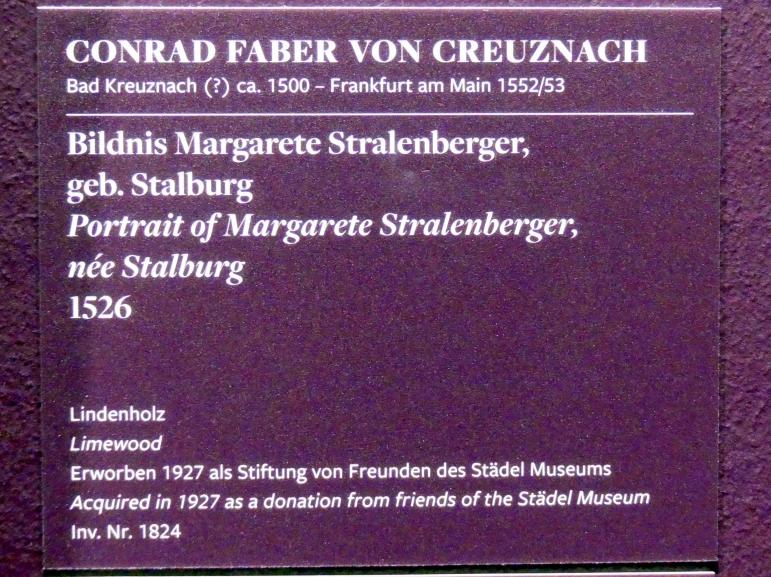 CONRAD FABER VON CREUZNACH
Bad Kreuznach (?) ca. 1500 – Frankfurt am Main 1552/53
Bildnis Margarete Stralenberger,
geb. Stalburg
Portrait of Margarete Stralenberger,
née Stalburg
1526
Lindenholz
Limewood
Erworben 1927 als Stiftung von Freunden des Städel Museums
Acquired in 1927 as a donation from friends of the Städel Museum
Inv. Nr. 1824